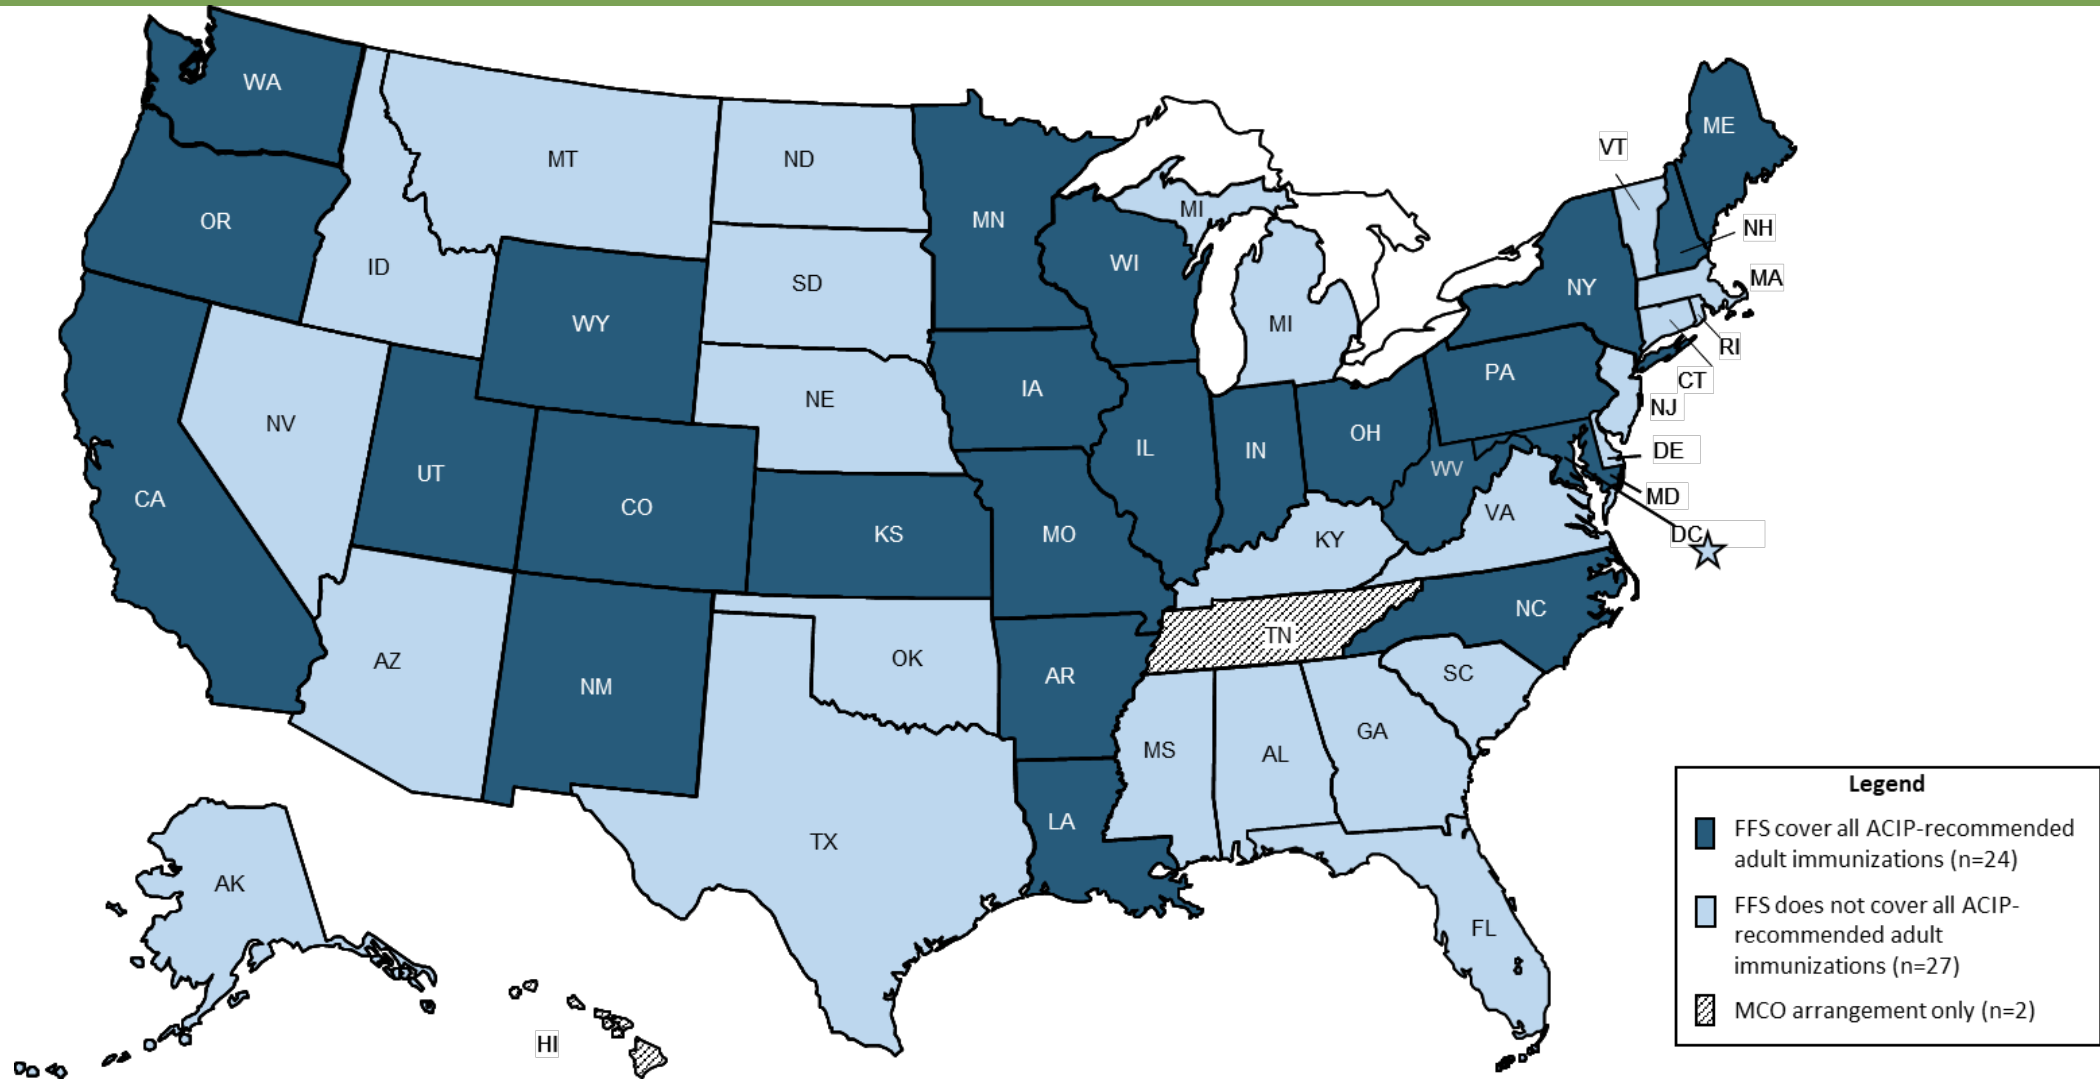 WA
ME
VT
MT
ND
MI
OR
MN
NH
ID
WI
MA
SD
NY
WY
MI
RI
PA
CT
IA
NE
NJ
NV
OH
IL
IN
DE
WV
UT
MD
CA
CO
VA
KS
MO
KY
DC
NC
TN
AZ
OK
SC
AR
NM
GA
MS
AL
LA
TX
AK
FL
HI
Legend
FFS cover all ACIP-recommended
adult immunizations (n=24)
FFS does not cover all ACIP-
recommended adult
immunizations (n=27)
MCO arrangement only (n=2)